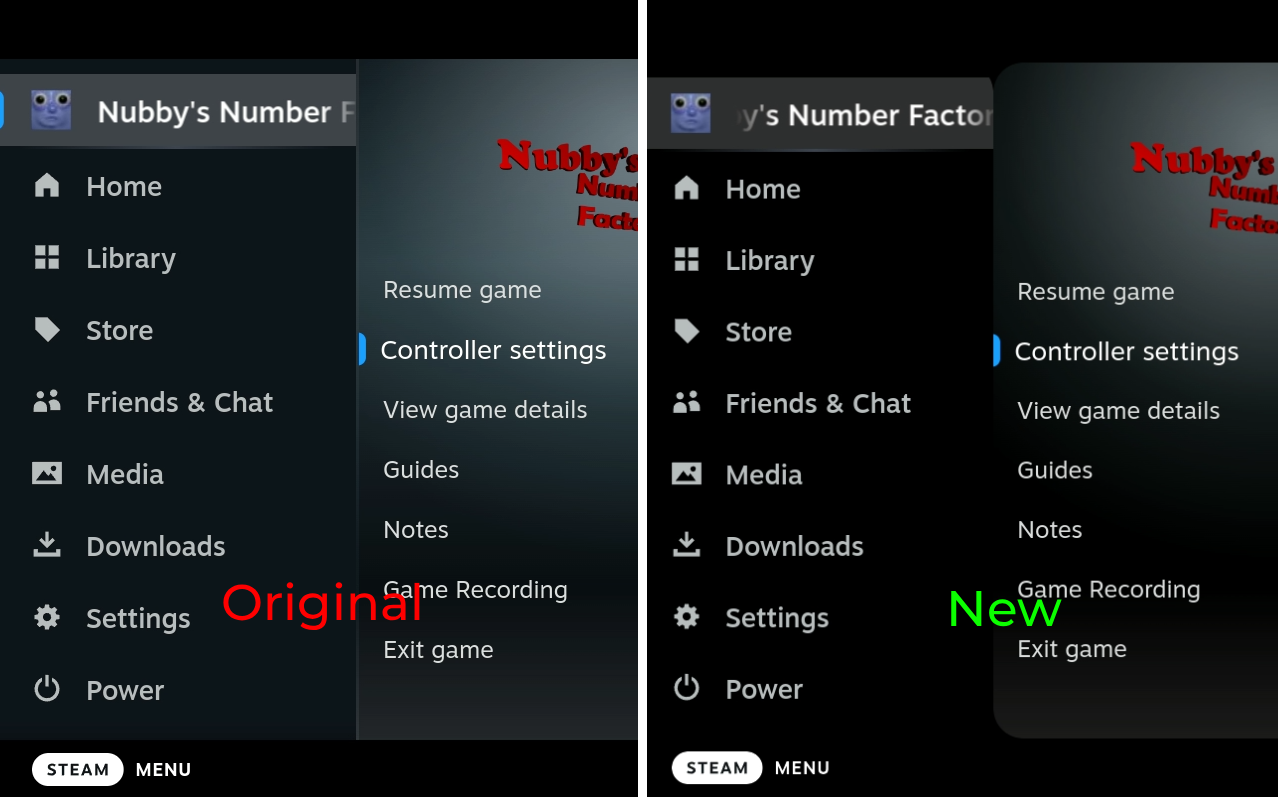 Nubby's Number F
Home
Library
Store
Friends & Chat
Media
Downloads
Settings
Power
STEAM MENU
Nubby's
Num
Facto
Resume game
Controller settings
View game details
Guides
Notes
Game Recording
Exit game
Original
y's Number Factor
Home
Library
Store
Friends & Chat
Media
Downloads
Settings
Power
STEAM MENU
Nubby's
Numb
Factor
Resume game
Controller settings
View game details
Guides
Notes
Game Recording
Exit game
New